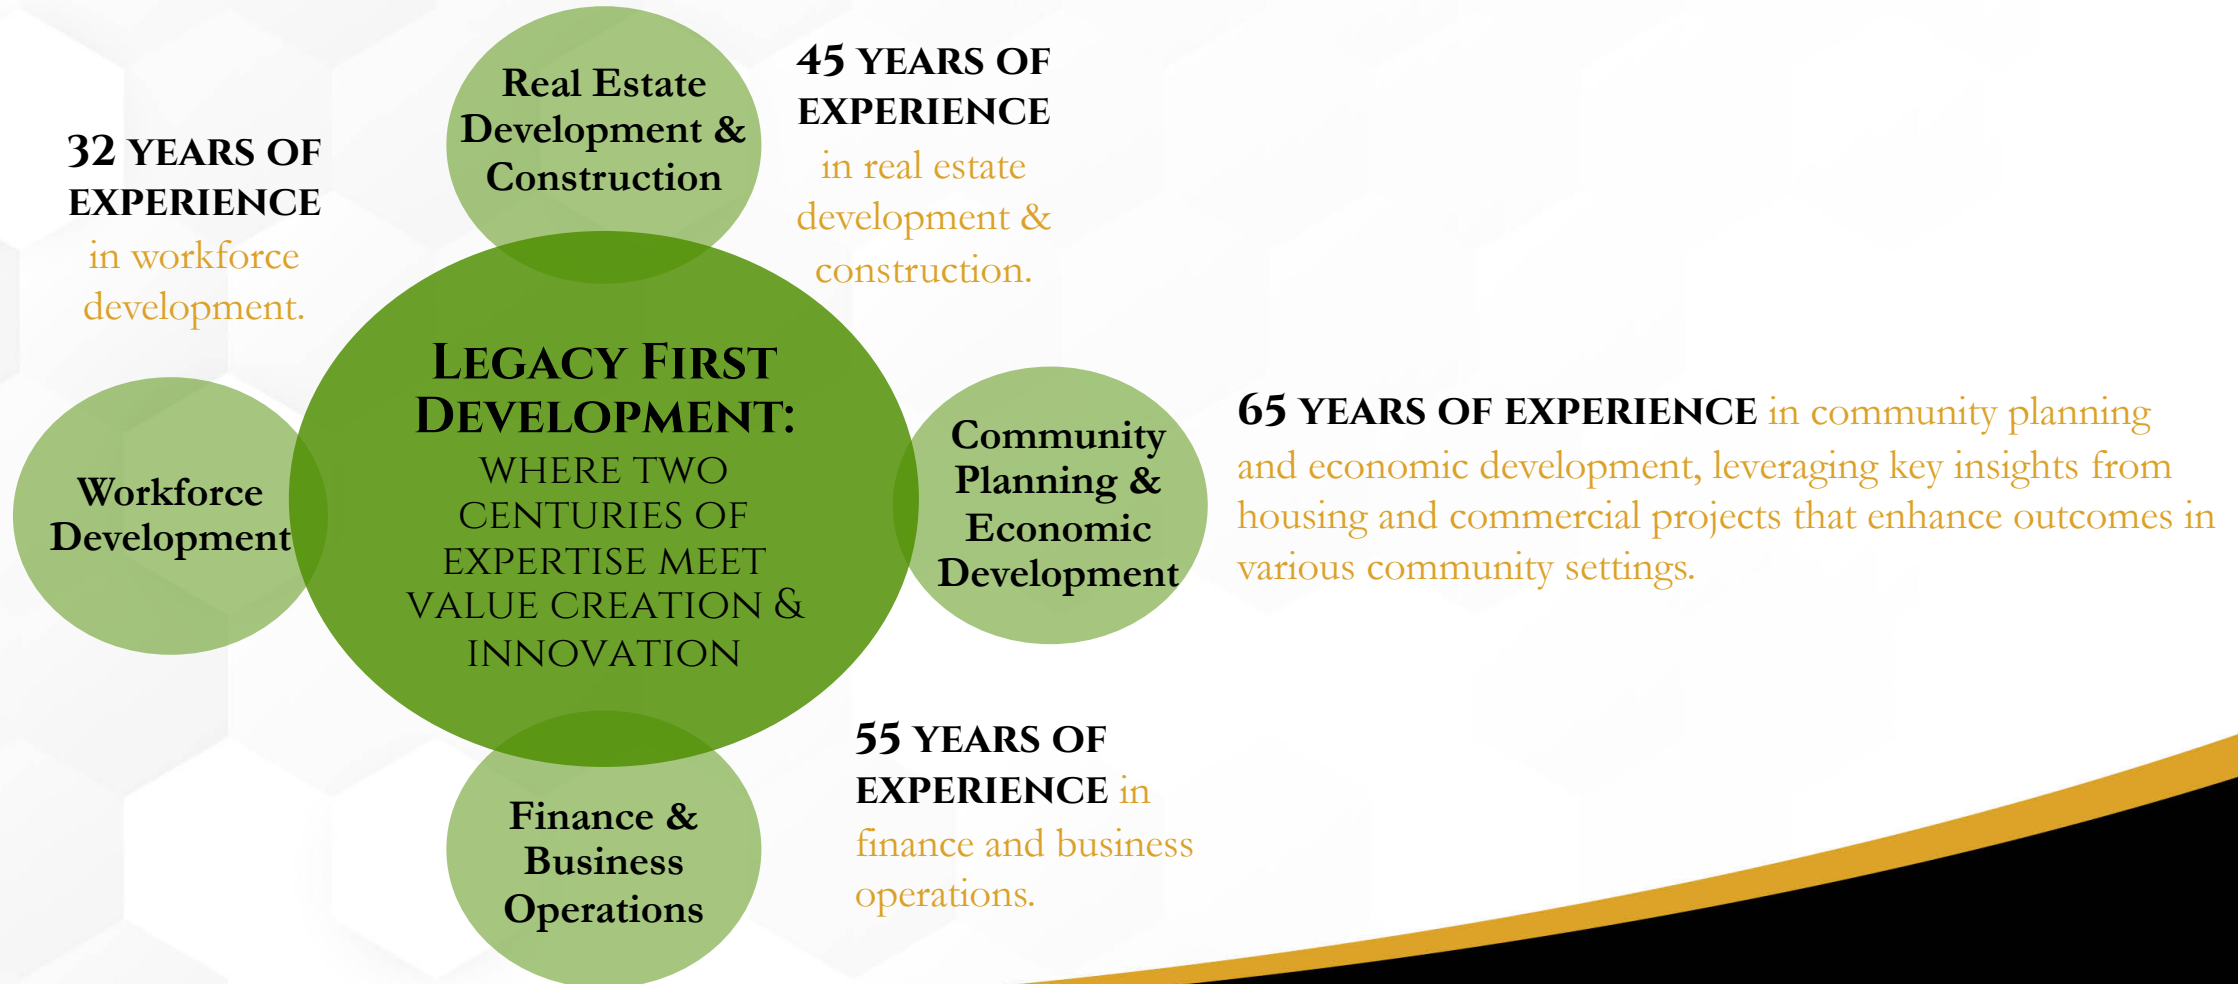 Real Estate
Development &
Construction
45 YEARS OF
EXPERIENCE
in real estate
development &
construction.
32 YEARS OF
EXPERIENCE
in workforce
development.
LEGACY FIRST
DEVELOPMENT:
WHERE TWO
CENTURIES OF
EXPERTISE MEET
VALUE CREATION &
INNOVATION
Workforce
Development
Community
Planning &
Economic
Development
65 YEARS OF EXPERIENCE in community planning
and economic development, leveraging key insights from
housing and commercial projects that enhance outcomes in
various community settings.
Finance &
Business
Operations
55 YEARS OF
EXPERIENCE in
finance and business
operations.